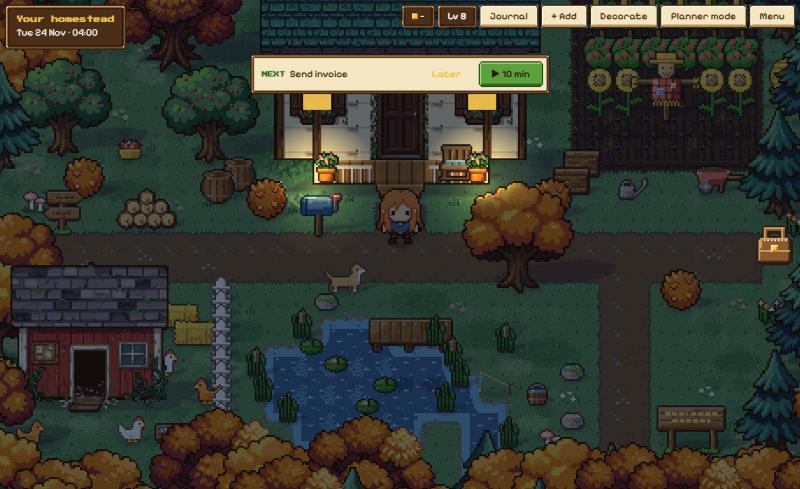 Your homestead
Tue 24 Nov · 04:00
-
Lv 8
Journal
+ Add
Decorate
Planner mode
Menu
NEXT Send invoice
Later
▶ 10 min